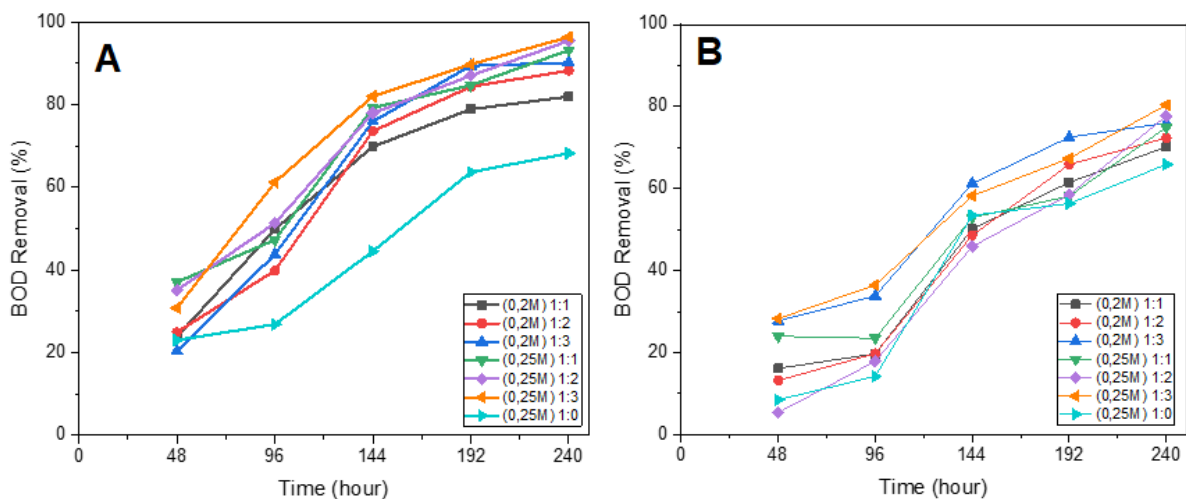 A
BOD Removal (%)
100
80
60
40
20
0
(0,2M) 1:1
(0,2M) 1:2
(0,2M) 1:3
(0,25M) 1:1
(0,25M) 1:2
(0,25M) 1:3
(0,25M) 1:0
0 48 96 144 192 240
Time (hour)
B
BOD Removal (%)
100
80
60
40
20
0
(0,2M) 1:1
(0,2M) 1:2
(0,2M) 1:3
(0,25M) 1:1
(0,25M) 1:2
(0,25M) 1:3
(0,25M) 1:0
0 48 96 144 192 240
Time (hour)